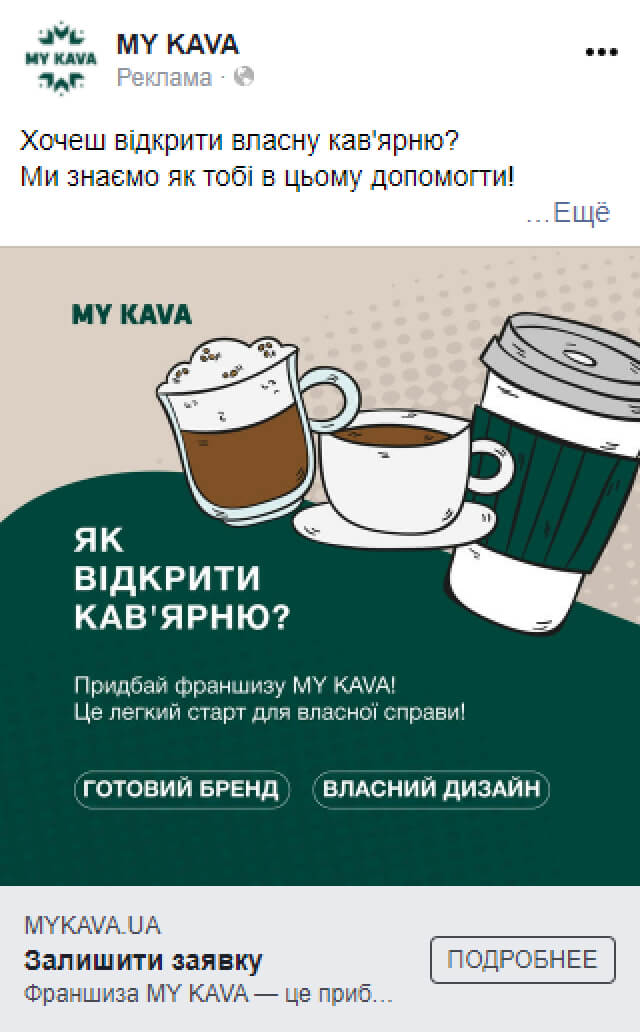 MY KAVA
MY KAVA
Реклама ·
Хочеш відкрити власну кав'ярню?
Ми знаємо як тобі в цьому допомогти!
...Ещё
MY KAVA
ЯК
ВІДКРИТИ
КАВ'ЯРНЮ?
Придбай франшизу MY KAVA!
Це легкий старт для власної справи!
ГОТОВИЙ БРЕНД
ВЛАСНИЙ ДИЗАЙН
MYKAVA.UA
Залишити заявку
ПОДРОБНЕЕ
Франшиза MY KAVA — це приб...